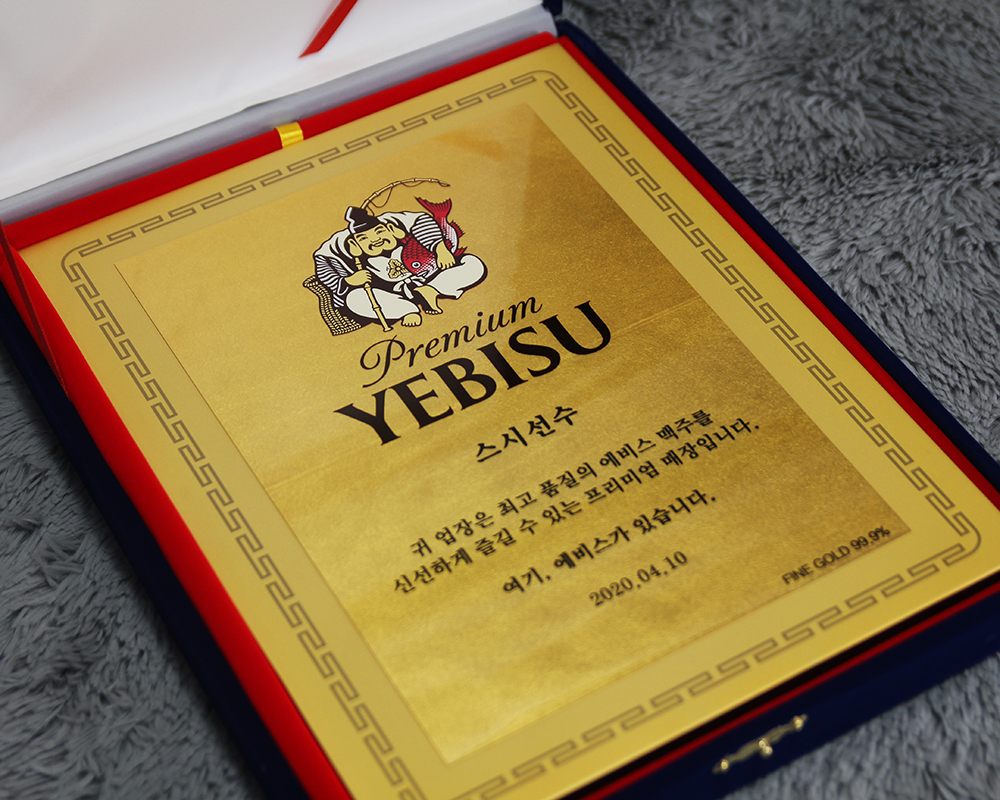 Premium
YEBISU
스시선수
귀 업장은 최고 품질의 에비스 맥주를
신선하게 즐길 수 있는 프리미엄 매장입니다.
여기, 에비스가 있습니다.
2020.04.10
FINE GOLD 99.9%